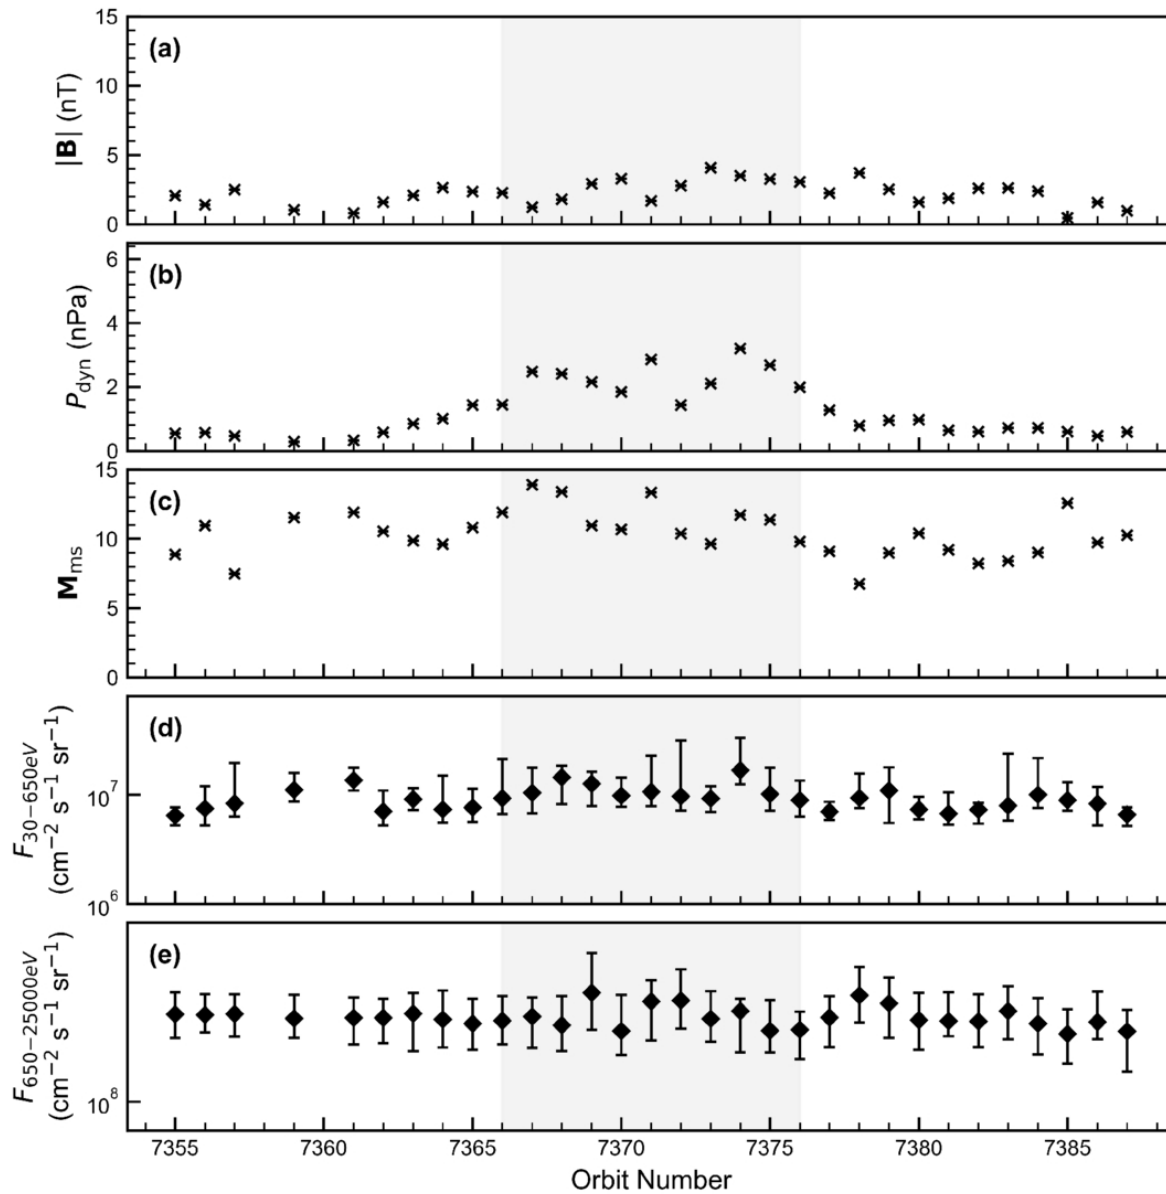 15
(a)
10
|B| (nT)
5
0
6
(b)
4
P_dyn (nPa)
2
0
15
(c)
10
M_ms
5
0
(d)
10^7
F_30−650eV
(cm^−2 s^−1 sr^−1)
10^6
(e)
F_650−25000eV
(cm^−2 s^−1 sr^−1)
10^8
7355 7360 7365 7370 7375 7380 7385
Orbit Number